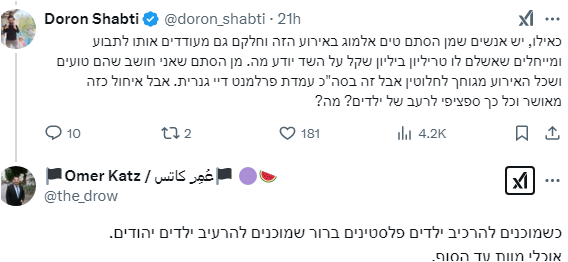 Doron Shabti @doron_shabti · 21h
כאילו, יש אנשים שמן הסתם טים אלמוג באירוע הזה וחלקם גם מעודדים אותו לתבוע
ומייחלים שאשלם לו טריליון ביליון שקל על השד יודע מה. מן הסתם שאני חושב שהם טועים
ושכל האירוע מגוחך לחלוטין אבל זה בסה"כ עמדת פרלמנט דיי גנרית. אבל איחול כזה
מאושר וכל כך ספציפי לרעב של ילדים? מה?
10 2 181 4.2K
🏴Omer Katz / عُمِر كاتس🏴 🟣🍉
@the_drow
כשמוכנים להרכיב ילדים פלסטינים ברור שמוכנים להרעיב ילדים יהודים.
אוכלי מוות עד הסוף.